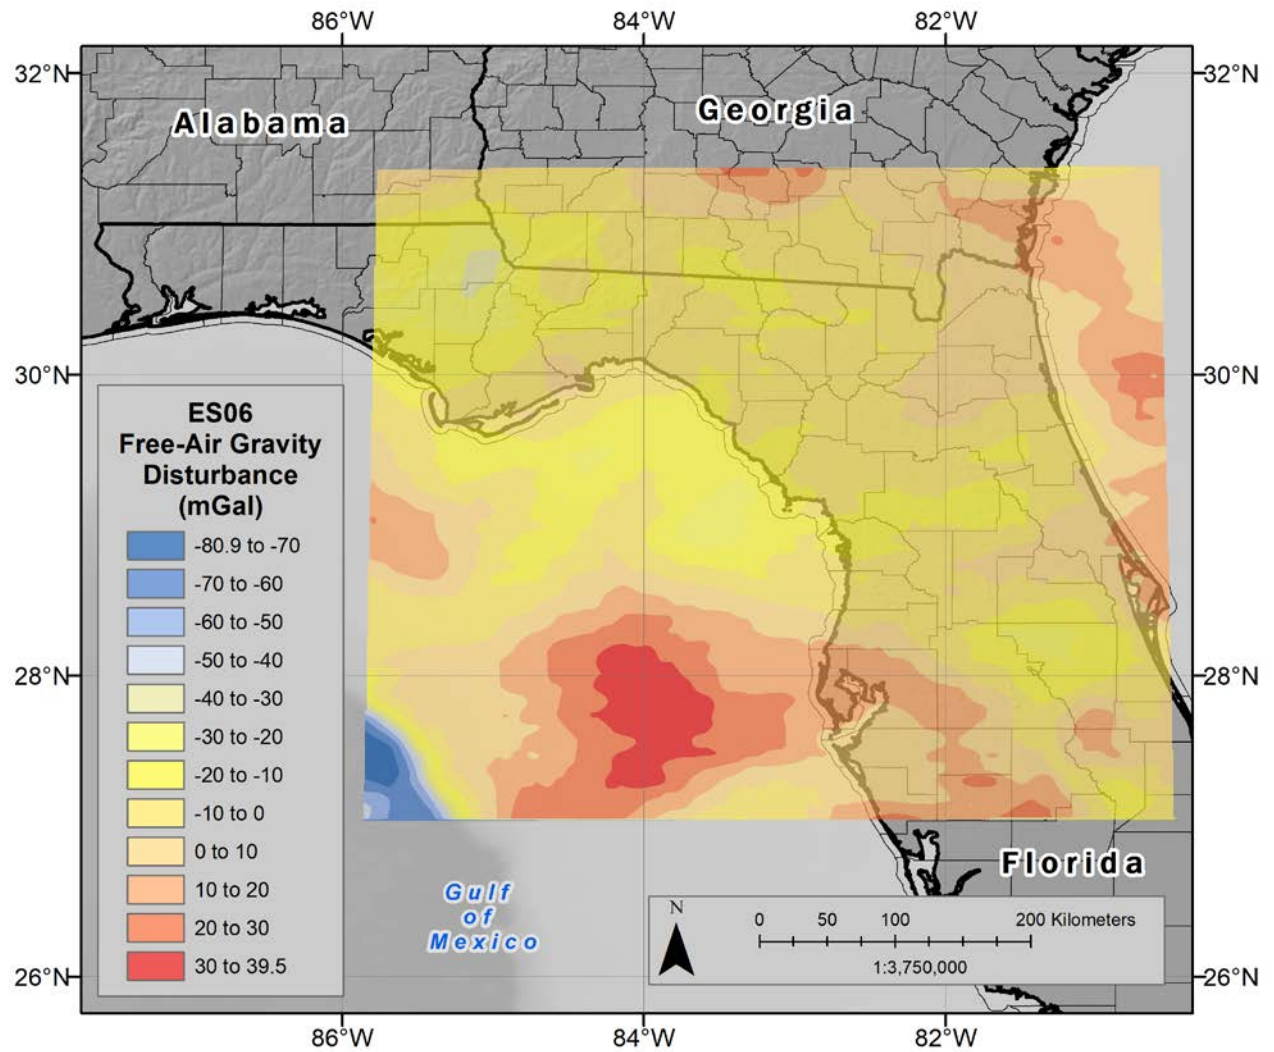 86°W 84°W 82°W
32°N 32°N
Alabama
Georgia
30°N 30°N
ES06
Free-Air Gravity
Disturbance
(mGal)
-80.9 to -70
-70 to -60
-60 to -50
-50 to -40
-40 to -30
-30 to -20
-20 to -10
-10 to 0
0 to 10
10 to 20
20 to 30
30 to 39.5
28°N 28°N
Florida
Gulf
of
Mexico
N
0 50 100 200 Kilometers
1:3,750,000
26°N 26°N
86°W 84°W 82°W